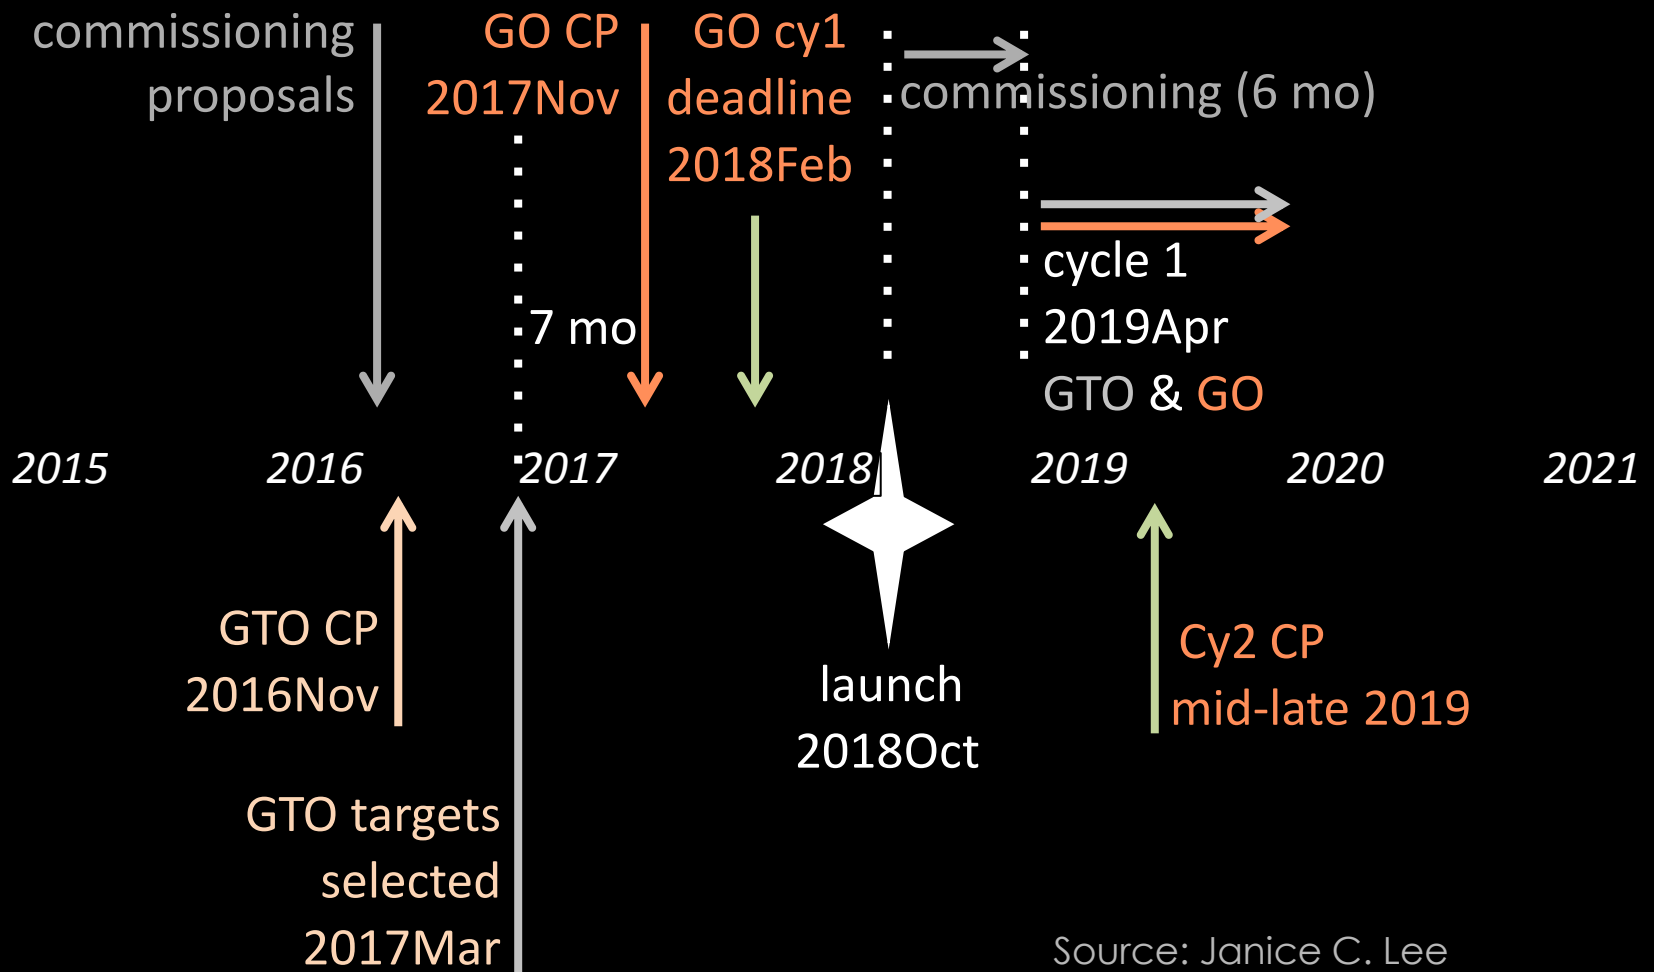 commissioning
proposals
GO CP
2017Nov
GO cy1
deadline
2018Feb
commissioning (6 mo)
7 mo
cycle 1
2019Apr
GTO & GO
2015 2016 2017 2018 2019 2020 2021
GTO CP
2016Nov
launch
2018Oct
Cy2 CP
mid-late 2019
GTO targets
selected
2017Mar
Source: Janice C. Lee